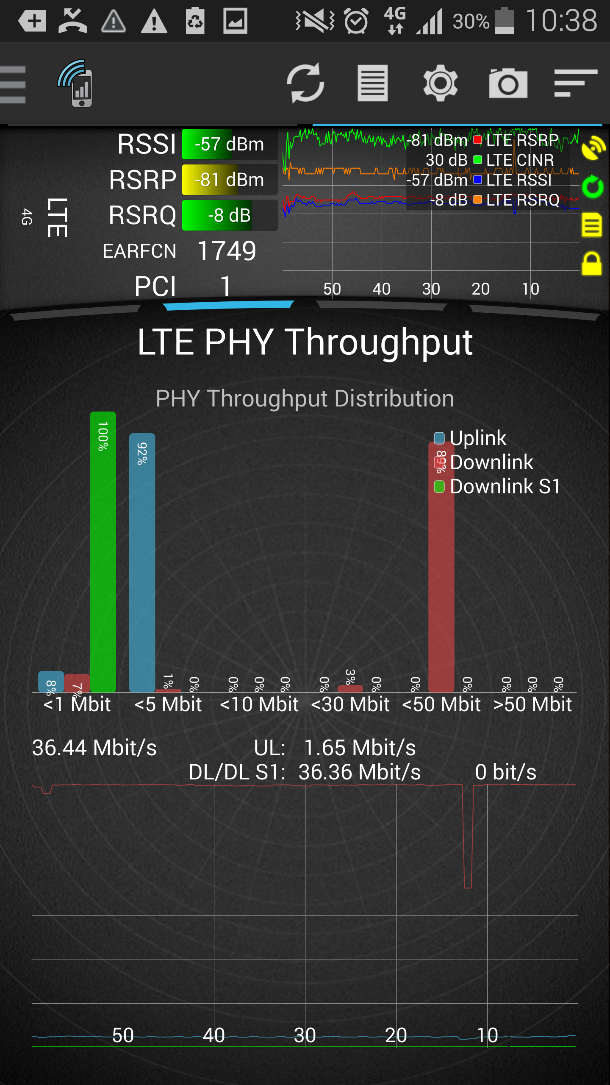 4G 30% 10:38
RSSI -57 dBm
RSRP -81 dBm
RSRQ -8 dB
EARFCN 1749
PCI 1
4G LTE
-81 dBm LTE RSRP
30 dB LTE CINR
-57 dBm LTE RSSI
-8 dB LTE RSRQ
50 40 30 20 10
LTE PHY Throughput
PHY Throughput Distribution
Uplink
Downlink
Downlink S1
8% 7% 100% 92% 1% 0% 0% 0% 0% 0% 3% 0% 0% 89% 0% 0% 0% 0%
<1 Mbit <5 Mbit <10 Mbit <30 Mbit <50 Mbit >50 Mbit
36.44 Mbit/s UL: 1.65 Mbit/s
DL/DL S1: 36.36 Mbit/s 0 bit/s
50 40 30 20 10